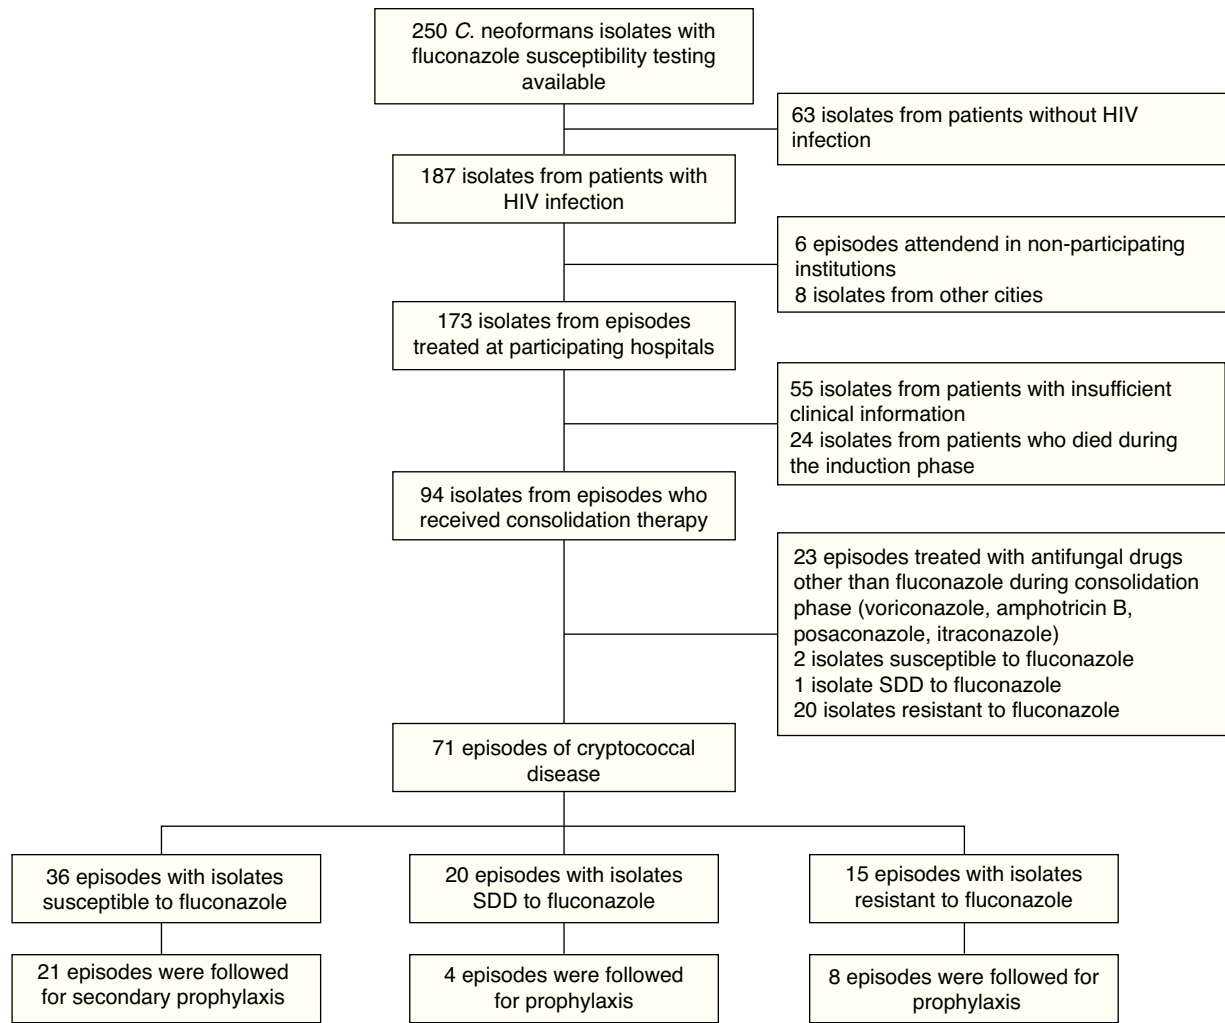 250 C. neoformans isolates with
fluconazole susceptibility testing
available
63 isolates from patients without HIV
infection
187 isolates from patients with
HIV infection
6 episodes attendend in non-participating
institutions
8 isolates from other cities
173 isolates from episodes
treated at participating hospitals
55 isolates from patients with insufficient
clinical information
24 isolates from patients who died during
the induction phase
94 isolates from episodes who
received consolidation therapy
23 episodes treated with antifungal drugs
other than fluconazole during consolidation
phase (voriconazole, amphotricin B,
posaconazole, itraconazole)
2 isolates susceptible to fluconazole
1 isolate SDD to fluconazole
20 isolates resistant to fluconazole
71 episodes of cryptococcal
disease
36 episodes with isolates
susceptible to fluconazole
20 episodes with isolates
SDD to fluconazole
15 episodes with isolates
resistant to fluconazole
21 episodes were followed
for secondary prophylaxis
4 episodes were followed
for prophylaxis
8 episodes were followed for
prophylaxis